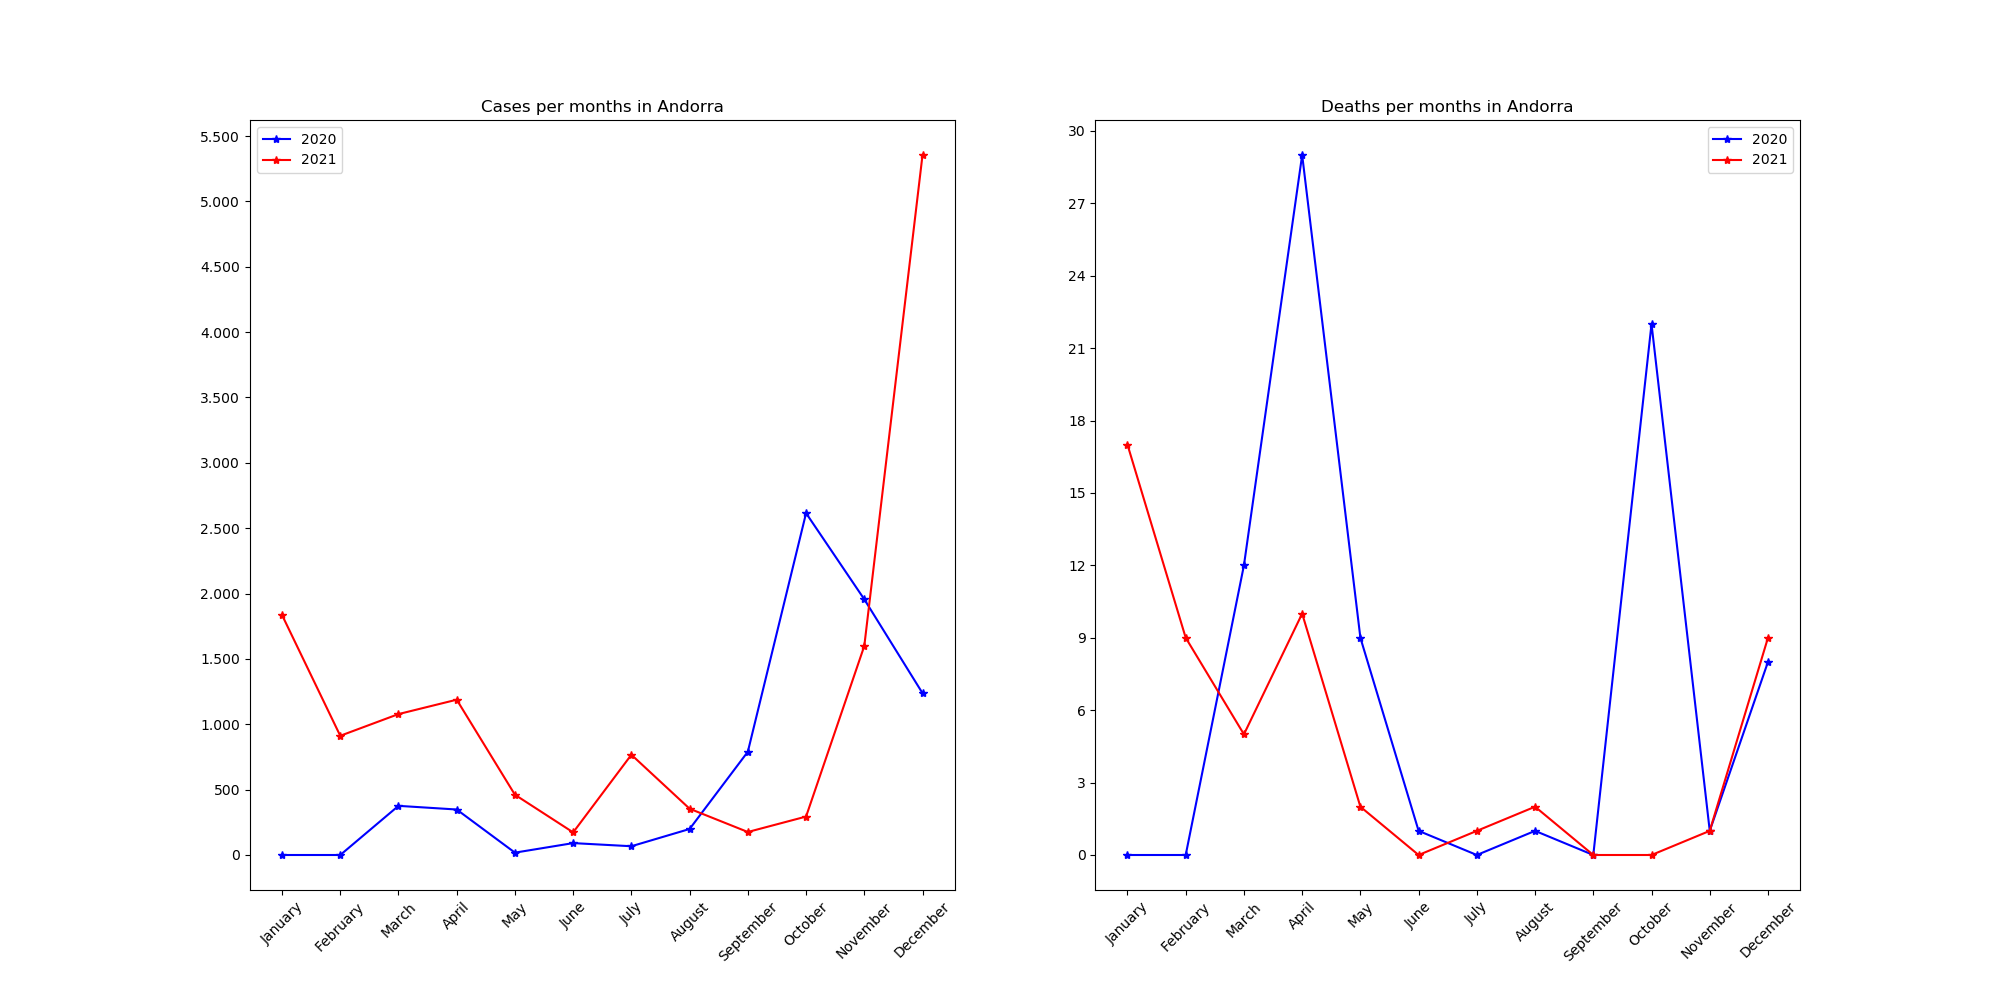 Cases per months in Andorra
2020
2021
5.500
5.000
4.500
4.000
3.500
3.000
2.500
2.000
1.500
1.000
500
0
January
February
March
April
May
June
July
August
September
October
November
December
Deaths per months in Andorra
2020
2021
30
27
24
21
18
15
12
9
6
3
0
January
February
March
April
May
June
July
August
September
October
November
December